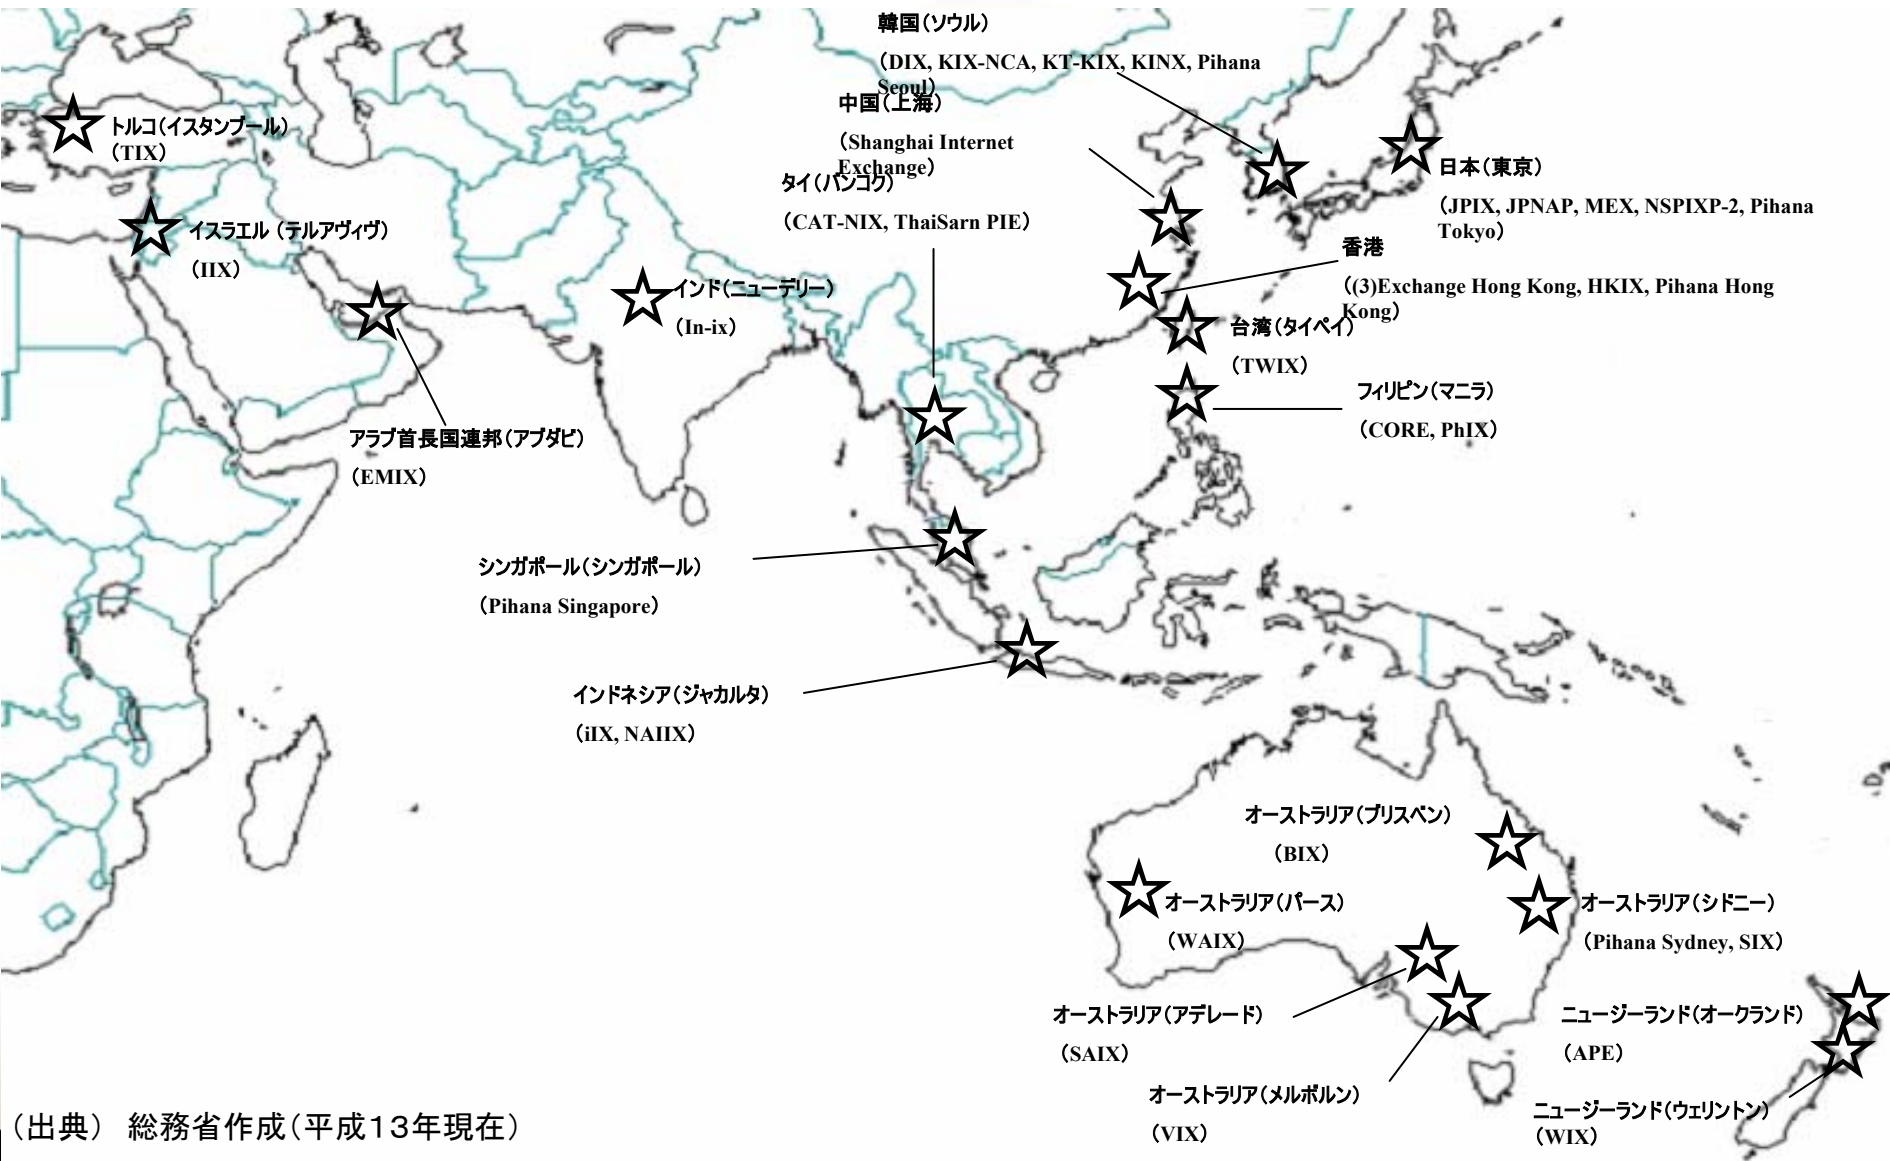 韓国（ソウル）
（DIX, KIX-NCA, KT-KIX, KINX, Pihana
Seoul）
中国（上海）
（Shanghai Internet
Exchange）
タイ（バンコク）
（CAT-NIX, ThaiSarn PIE）
トルコ（イスタンブール）
（TIX）
日本（東京）
（JPIX, JPNAP, MEX, NSPIXP-2, Pihana
Tokyo）
イスラエル （テルアヴィヴ）
（IIX）
香港
（(3)Exchange Hong Kong, HKIX, Pihana Hong
Kong）
インド（ニューデリー）
（In-ix）
台湾（タイペイ）
（TWIX）
フィリピン（マニラ）
（CORE, PhIX）
アラブ首長国連邦（アブダビ）
（EMIX）
シンガポール（シンガポール）
（Pihana Singapore）
インドネシア（ジャカルタ）
（iIX, NAIIX）
オーストラリア（ブリスベン）
（BIX）
オーストラリア（パース）
（WAIX）
オーストラリア（シドニー）
（Pihana Sydney, SIX）
オーストラリア（アデレード）
（SAIX）
ニュージーランド（オークランド）
（APE）
オーストラリア（メルボルン）
（VIX）
ニュージーランド（ウェリントン）
（WIX）
（出典） 総務省作成（平成１３年現在）